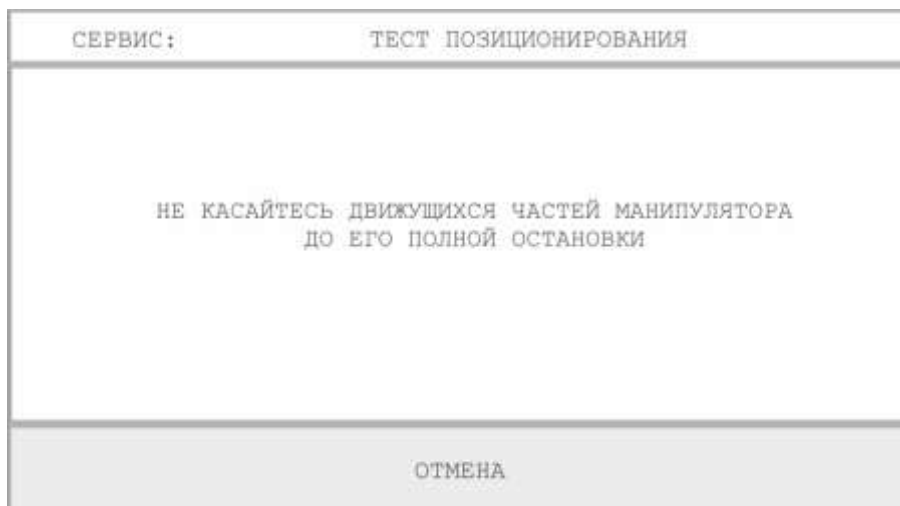 СЕРВИС: ТЕСТ ПОЗИЦИОНИРОВАНИЯ
НЕ КАСАЙТЕСЬ ДВИЖУЩИХСЯ ЧАСТЕЙ МАНИПУЛЯТОРА
ДО ЕГО ПОЛНОЙ ОСТАНОВКИ
ОТМЕНА